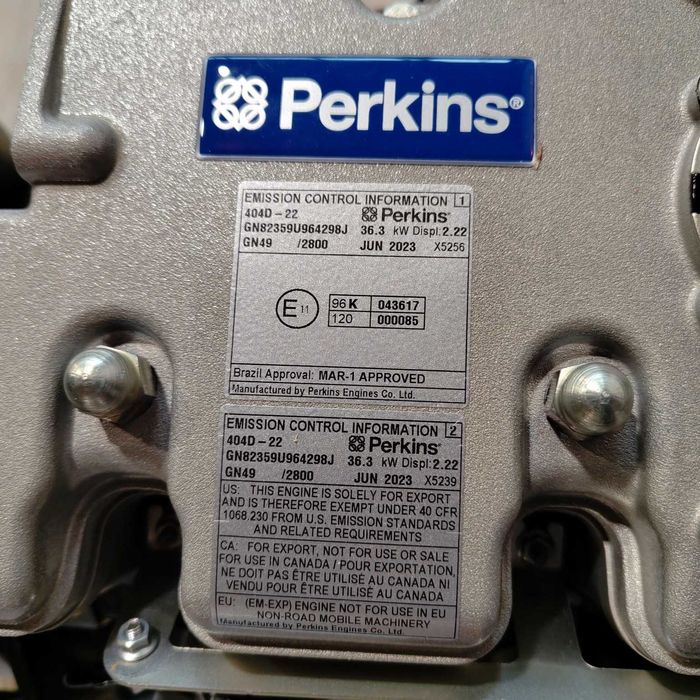 Perkins®
EMISSION CONTROL INFORMATION 1
404D-22 Perkins®
GN82359U964298J 36.3 kW Displ:2.22
GN49 /2800 JUN 2023 X5256
E11 96 K 043617
120 000085
Brazil Approval: MAR-1 APPROVED
Manufactured by Perkins Engines Co. Ltd.
EMISSION CONTROL INFORMATION 2
404D-22 Perkins®
GN82359U964298J 36.3 kW Displ:2.22
GN49 /2800 JUN 2023 X5239
US: THIS ENGINE IS SOLELY FOR EXPORT
AND IS THEREFORE EXEMPT UNDER 40 CFR
1068.230 FROM U.S. EMISSION STANDARDS
AND RELATED REQUIREMENTS
CA: FOR EXPORT, NOT FOR USE OR SALE
FOR USE IN CANADA / POUR EXPORTATION,
NE DOIT PAS ÊTRE UTILISÉ AU CANADA NI
VENDU POUR ÊTRE UTILISÉ AU CANADA
EU: (EM-EXP) ENGINE NOT FOR USE IN EU
NON-ROAD MOBILE MACHINERY
Manufactured by Perkins Engines Co. Ltd.